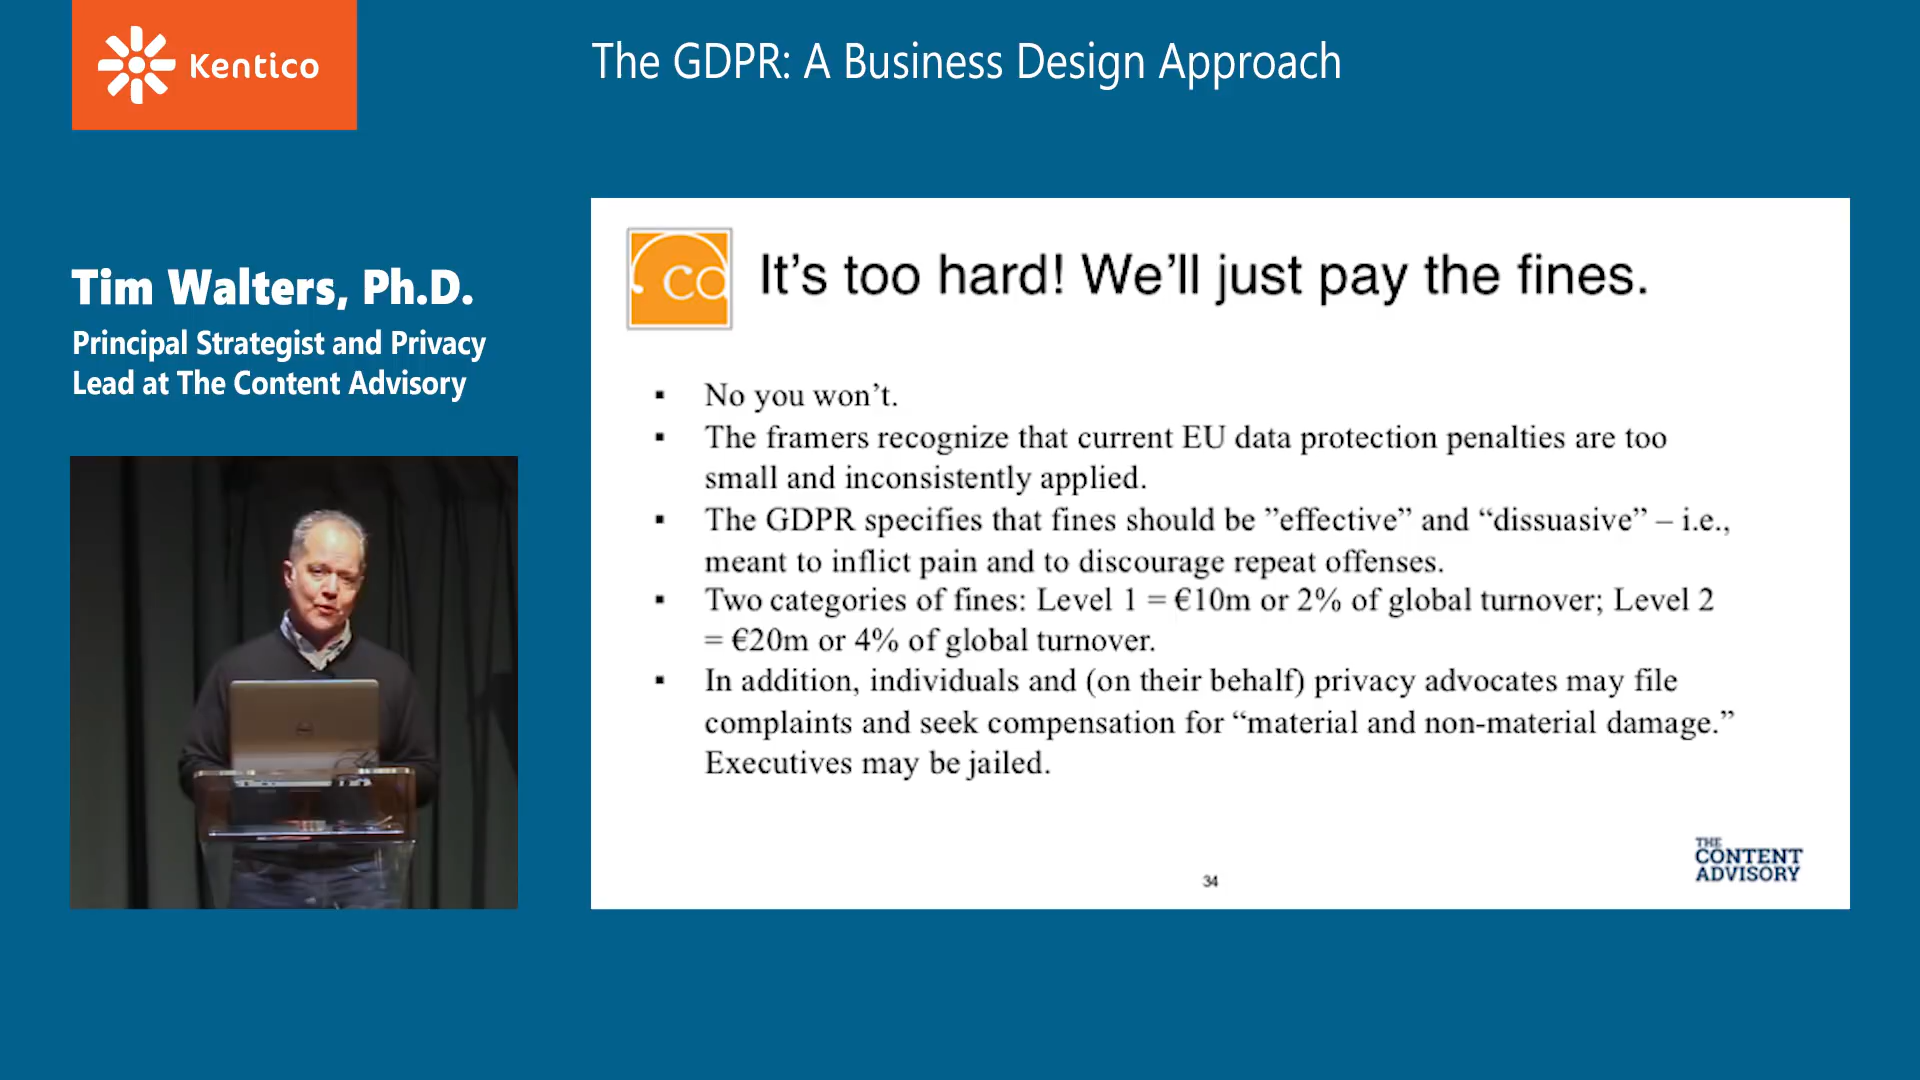 Kentico
The GDPR: A Business Design Approach
Tim Walters, Ph.D.
Principal Strategist and Privacy
Lead at The Content Advisory
ca
It’s too hard! We’ll just pay the fines.
▪ No you won’t.
▪ The framers recognize that current EU data protection penalties are too
small and inconsistently applied.
▪ The GDPR specifies that fines should be ”effective” and “dissuasive” – i.e.,
meant to inflict pain and to discourage repeat offenses.
▪ Two categories of fines: Level 1 = €10m or 2% of global turnover; Level 2
= €20m or 4% of global turnover.
▪ In addition, individuals and (on their behalf) privacy advocates may file
complaints and seek compensation for “material and non-material damage.”
Executives may be jailed.
34
THE
CONTENT
ADVISORY